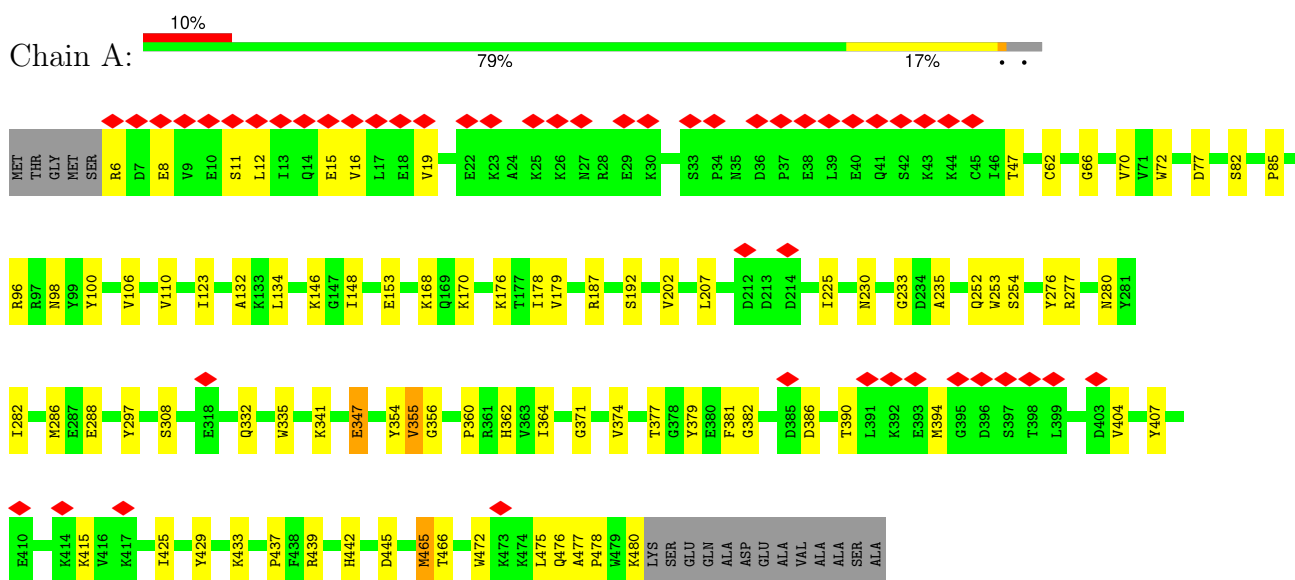 10%
Chain A:
79% 17% • •
MET THR GLY MET SER R6 D7 E8 V9 E10 S11 L12 I13 Q14 E15 V16 L17 E18 V19 E22 K23 A24 K25 K26 N27 R28 E29 K30 S33 P34 N35 D36 P37 E38 L39 E40 Q41 S42 K43 K44 C45 I46 T47 C62 G66 V70 V71 W72 D77 S82 P85
R96 R97 N98 Y99 Y100 V106 V110 I123 A132 K133 L134 K146 G147 I148 E153 K168 Q169 K170 K176 T177 I178 V179 R187 S192 V202 L207 D212 D213 D214 I225 N230 G233 D234 A235 Q252 W253 S254 Y276 R277 N280 Y281
I282 M286 E287 E288 Y297 S308 E318 Q332 W335 K341 E347 Y354 V355 G356 P360 R361 H362 V363 I364 G371 V374 T377 G378 Y379 E380 F381 G382 D385 D386 T390 L391 K392 E393 M394 G395 D396 S397 T398 L399 D403 V404 Y407
E410 K414 K415 V416 K417 I425 Y429 K433 P437 F438 R439 H442 D445 M465 T466 W472 K473 K474 L475 Q476 A477 P478 W479 K480 LYS SER GLU GLN ALA ASP GLU ALA VAL ALA ALA SER ALA